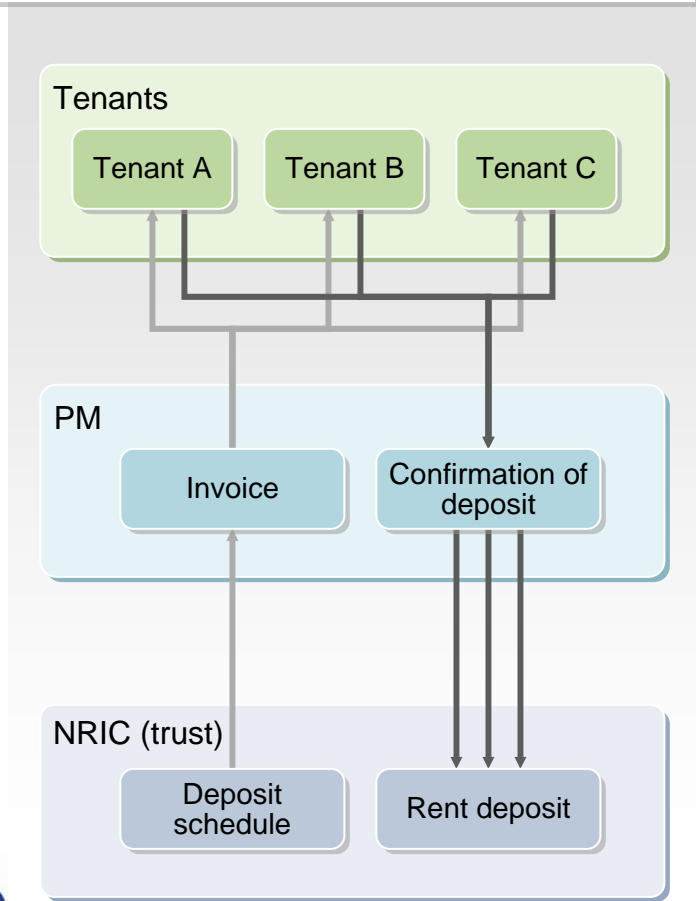 Tenants
Tenant A
Tenant B
Tenant C
PM
Invoice
Confirmation of
deposit
NRIC (trust)
Deposit
schedule
Rent deposit